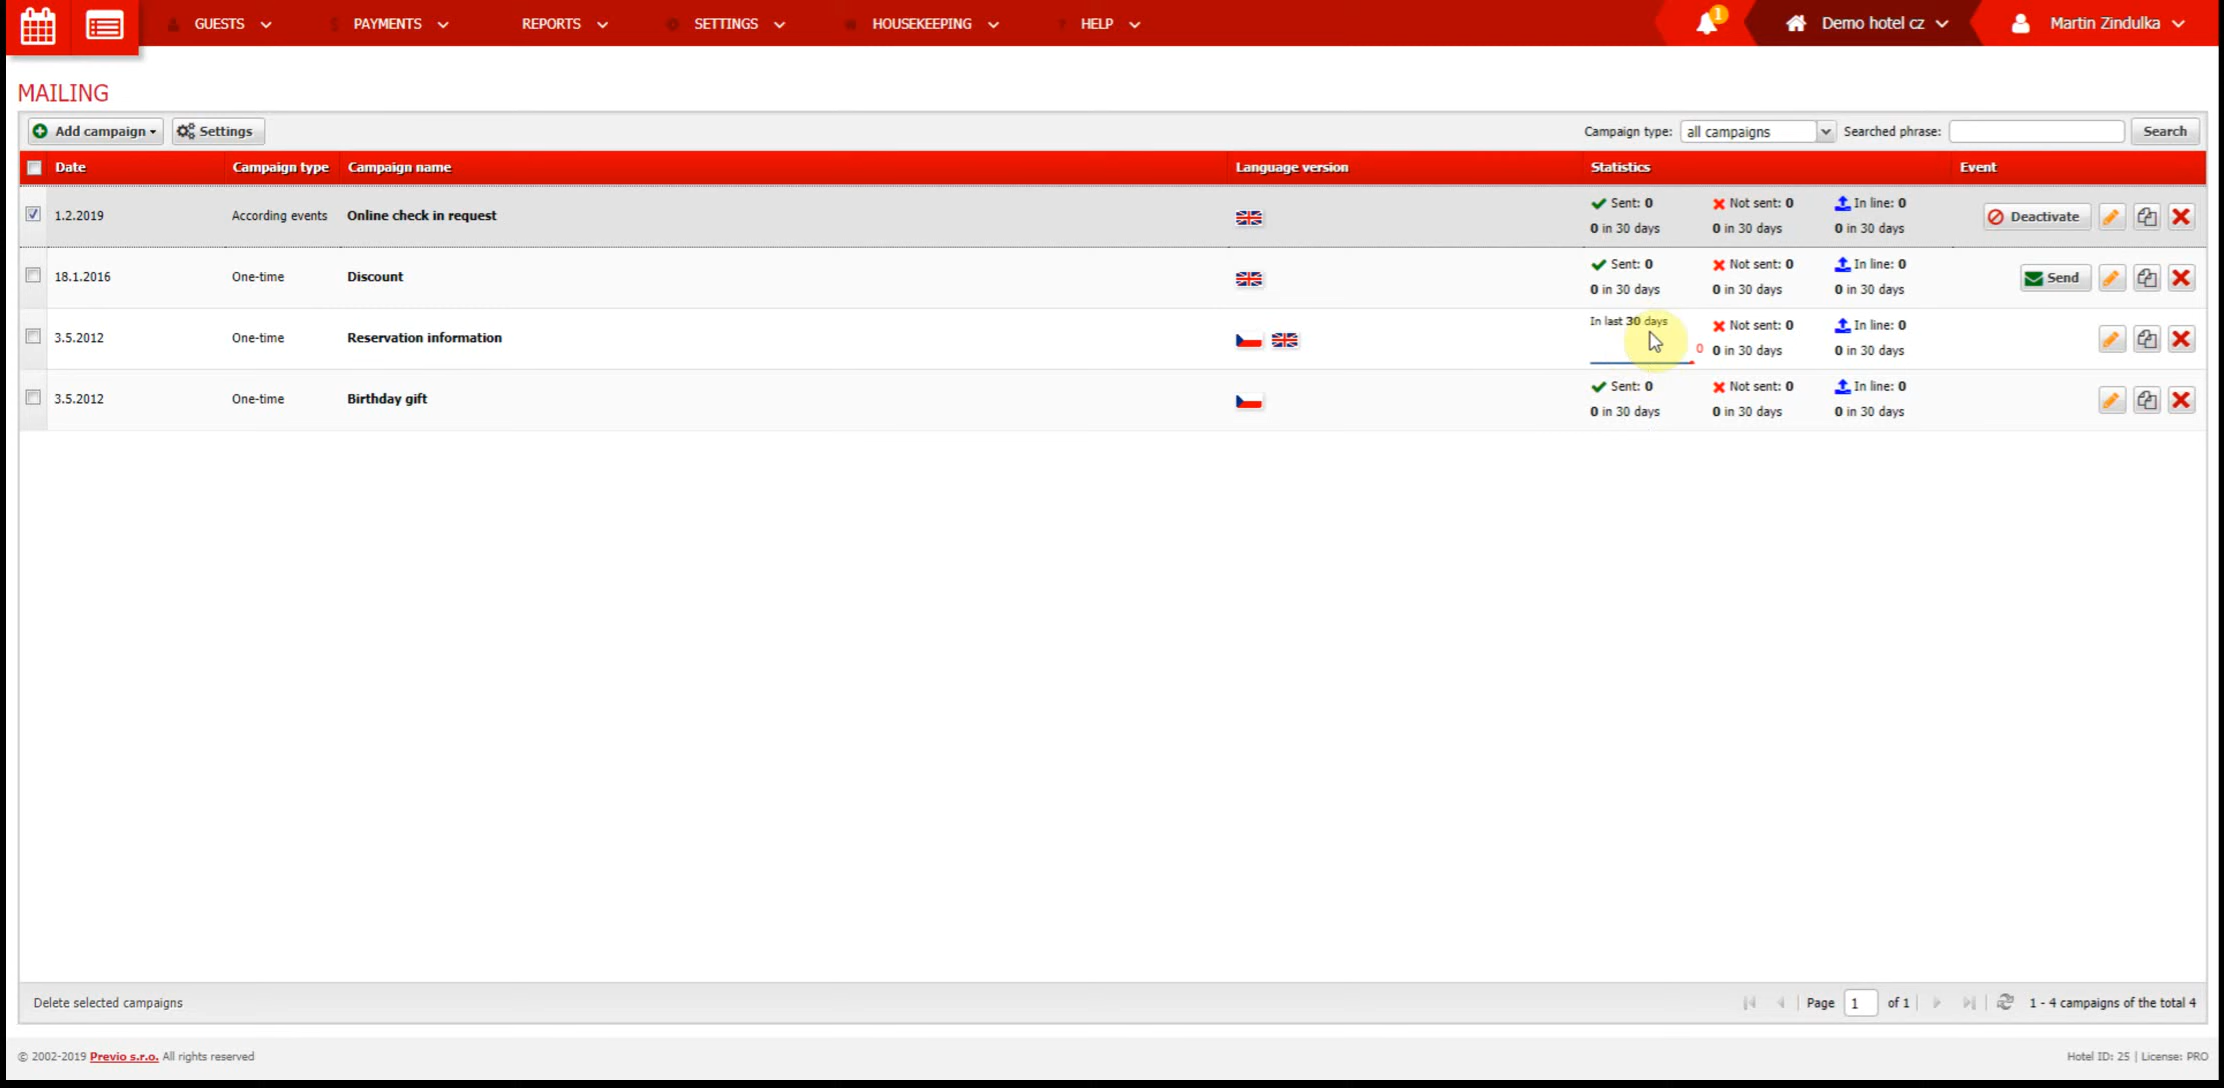 GUESTS PAYMENTS REPORTS SETTINGS HOUSEKEEPING HELP 1 Demo hotel cz Martin Zindulka
MAILING
Add campaign Settings Campaign type: all campaigns Searched phrase: Search
Date Campaign type Campaign name Language version Statistics Event
1.2.2019 According events Online check in request Sent: 0 Not sent: 0 In line: 0 Deactivate
0 in 30 days 0 in 30 days 0 in 30 days
18.1.2016 One-time Discount Sent: 0 Not sent: 0 In line: 0 Send
0 in 30 days 0 in 30 days 0 in 30 days
3.5.2012 One-time Reservation information In last 30 days Not sent: 0 In line: 0
0 0 in 30 days 0 in 30 days
3.5.2012 One-time Birthday gift Sent: 0 Not sent: 0 In line: 0
0 in 30 days 0 in 30 days 0 in 30 days
Delete selected campaigns Page 1 of 1 1 - 4 campaigns of the total 4
© 2002-2019 Previo s.r.o. All rights reserved Hotel ID: 25 | License: PRO